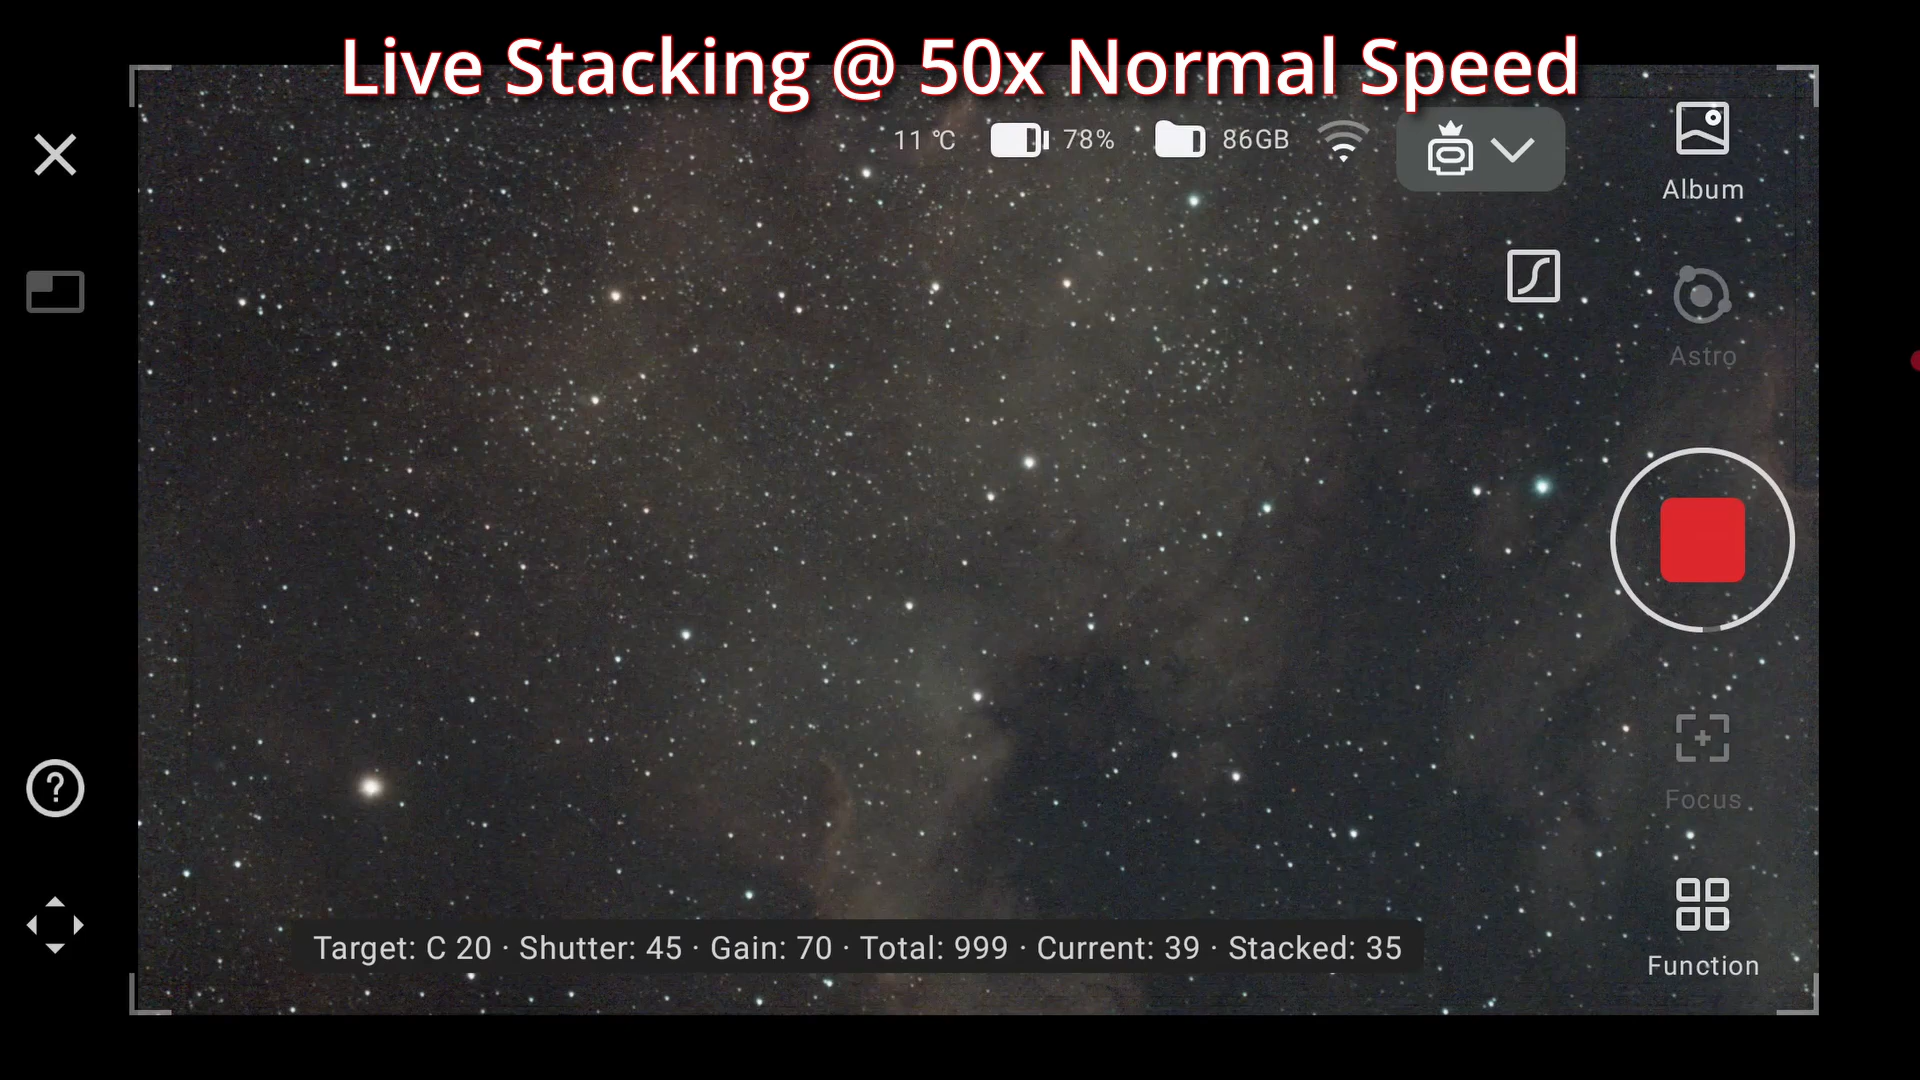 Live Stacking @ 50x Normal Speed
11 ℃ 78% 86GB
Album
Astro
Focus
Target: C 20 · Shutter: 45 · Gain: 70 · Total: 999 · Current: 39 · Stacked: 35
Function